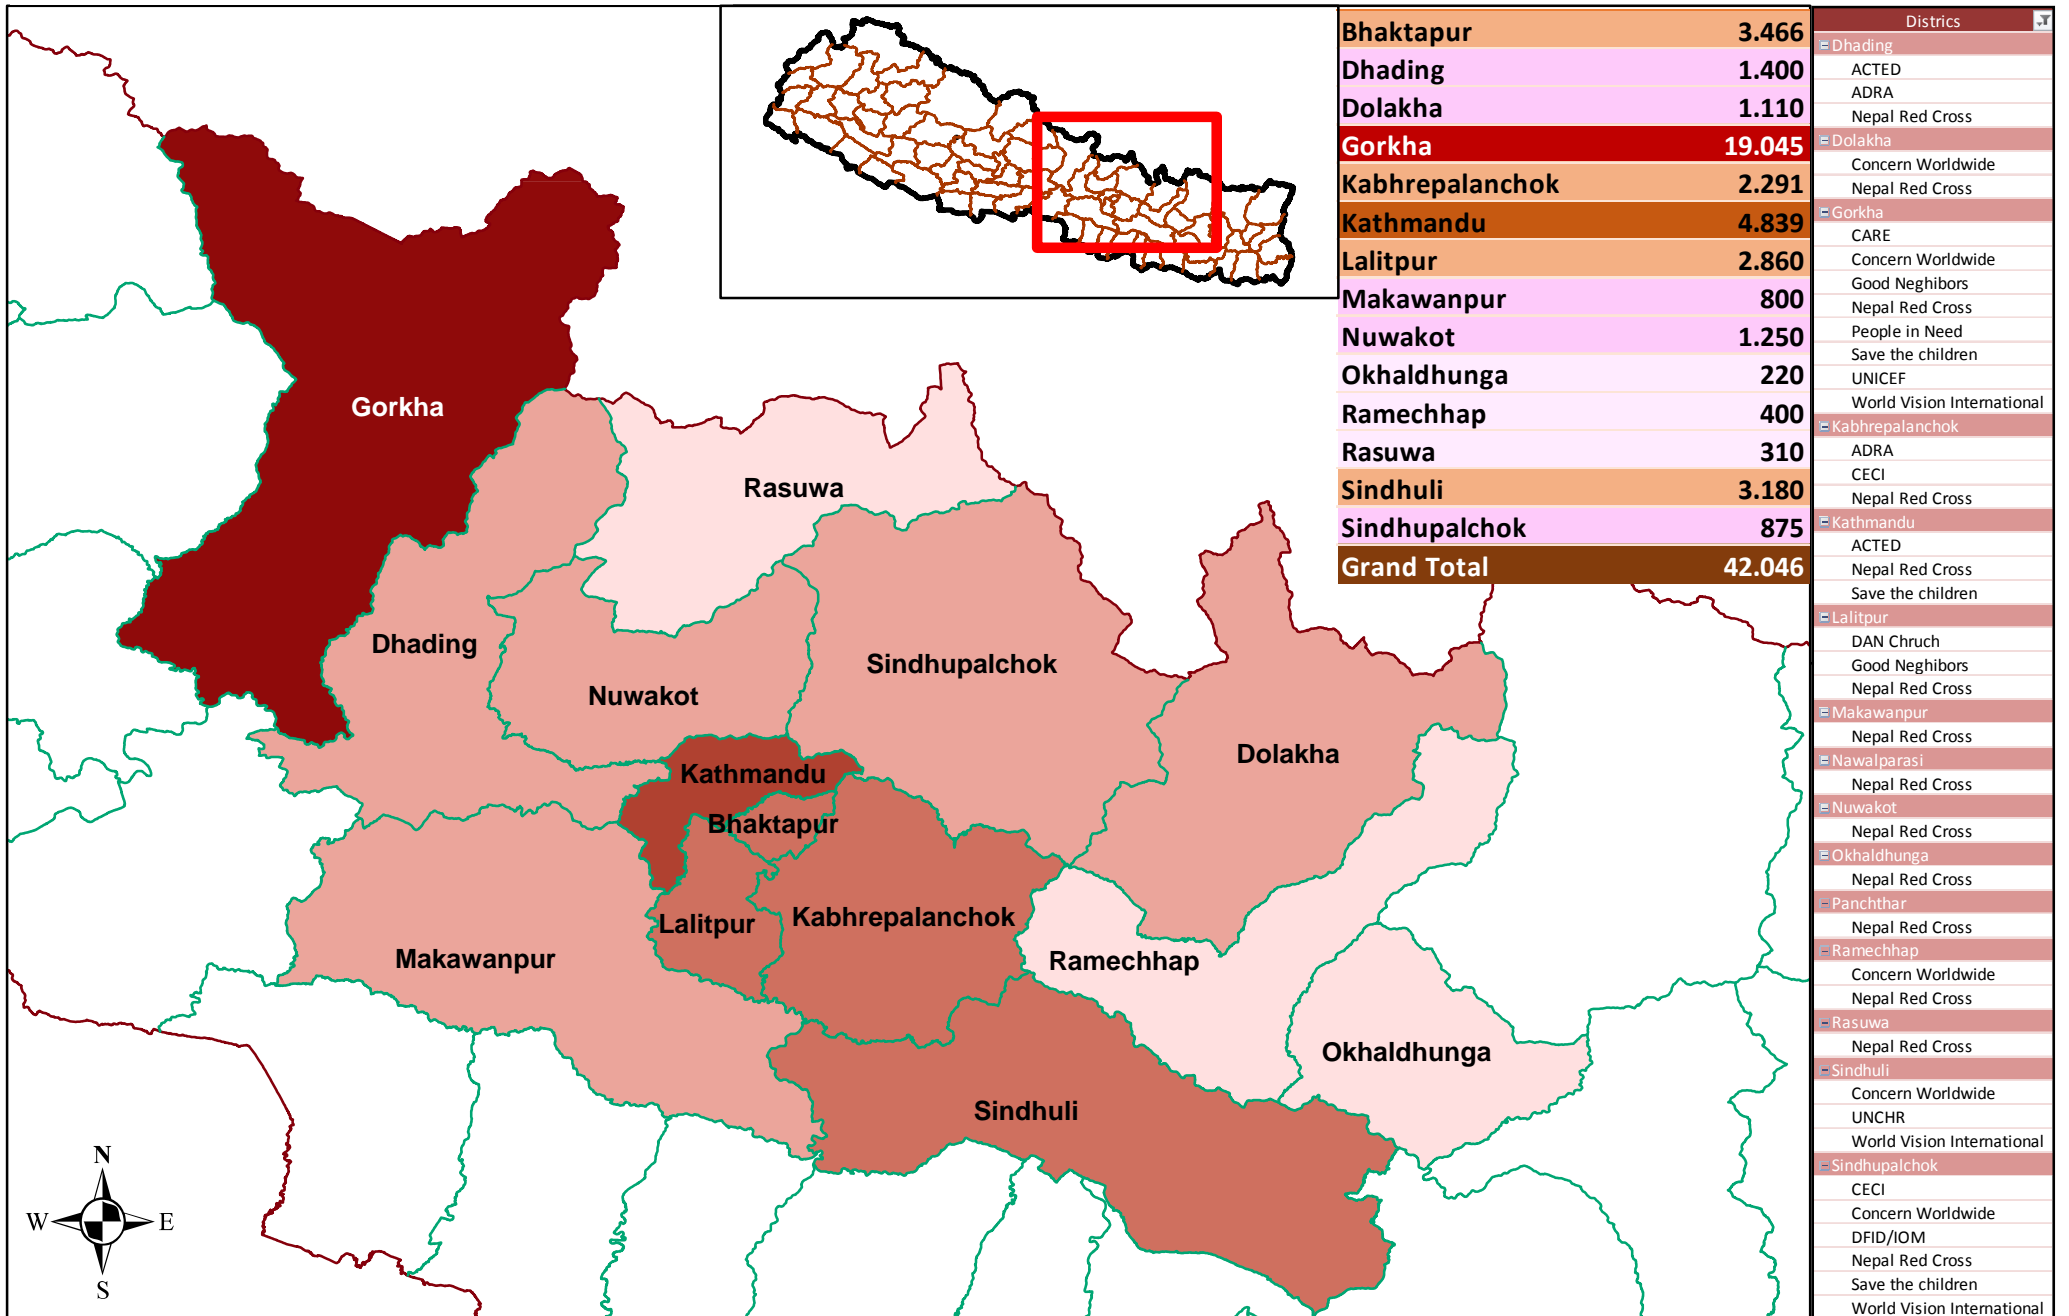 Bhaktapur 3.466
Dhading 1.400
Dolakha 1.110
Gorkha 19.045
Kabhrepalanchok 2.291
Kathmandu 4.839
Lalitpur 2.860
Makawanpur 800
Nuwakot 1.250
Okhaldhunga 220
Ramechhap 400
Rasuwa 310
Sindhuli 3.180
Sindhupalchok 875
Grand Total 42.046
Districs
Dhading
ACTED
ADRA
Nepal Red Cross
Dolakha
Concern Worldwide
Nepal Red Cross
Gorkha
CARE
Concern Worldwide
Good Neghibors
Nepal Red Cross
People in Need
Save the children
UNICEF
World Vision International
Kabhrepalanchok
ADRA
CECI
Nepal Red Cross
Kathmandu
ACTED
Nepal Red Cross
Save the children
Lalitpur
DAN Chruch
Good Neghibors
Nepal Red Cross
Makawanpur
Nepal Red Cross
Nawalparasi
Nepal Red Cross
Nuwakot
Nepal Red Cross
Okhaldhunga
Nepal Red Cross
Panchthar
Nepal Red Cross
Ramechhap
Concern Worldwide
Nepal Red Cross
Rasuwa
Nepal Red Cross
Sindhuli
Concern Worldwide
UNCHR
World Vision International
Sindhupalchok
CECI
Concern Worldwide
DFID/IOM
Nepal Red Cross
Save the children
World Vision International
Gorkha
Rasuwa
Dhading
Nuwakot
Sindhupalchok
Dolakha
Kathmandu
Bhaktapur
Lalitpur
Kabhrepalanchok
Makawanpur
Ramechhap
Okhaldhunga
Sindhuli
N
W E
S